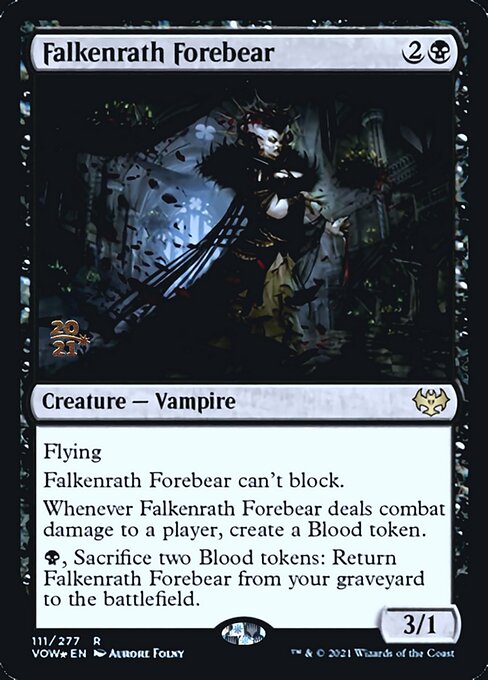 Falkenrath Forebear 2
20
21
Creature — Vampire
Flying
Falkenrath Forebear can't block.
Whenever Falkenrath Forebear deals combat
damage to a player, create a Blood token.
, Sacrifice two Blood tokens: Return
Falkenrath Forebear from your graveyard
to the battlefield.
3/1
111/277 R
VOW★EN Aurore Folny
™ & © 2021 Wizards of the Coast